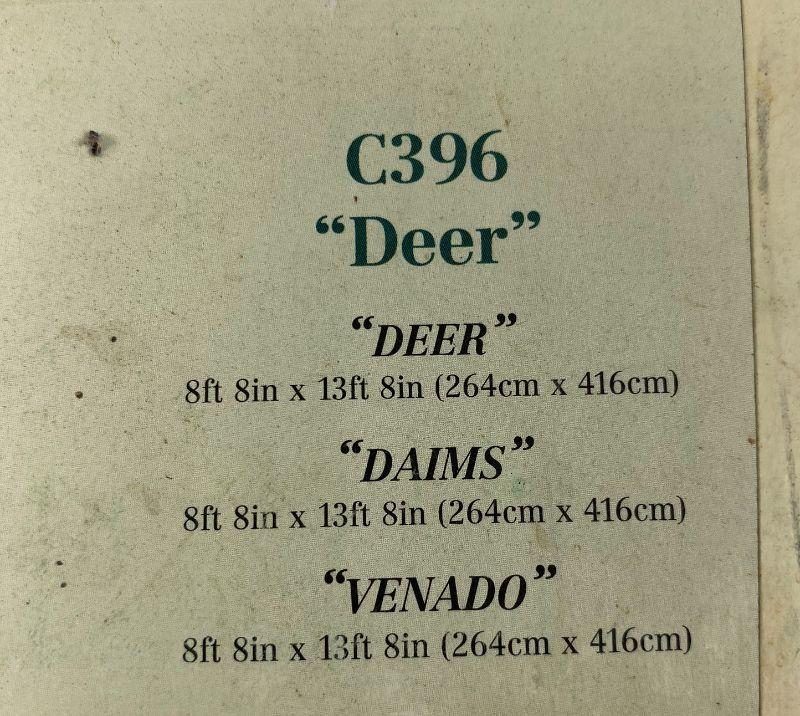 C396
“Deer”
“DEER”
8ft 8in x 13ft 8in (264cm x 416cm)
“DAIMS”
8ft 8in x 13ft 8in (264cm x 416cm)
“VENADO”
8ft 8in x 13ft 8in (264cm x 416cm)